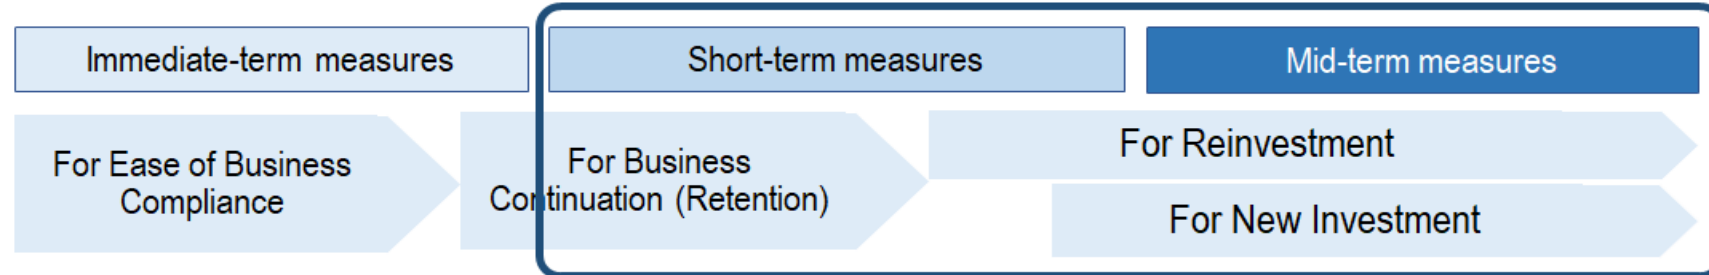 Immediate-term measures
Short-term measures
Mid-term measures
For Ease of Business
Compliance
For Business
Continuation (Retention)
For Reinvestment
For New Investment